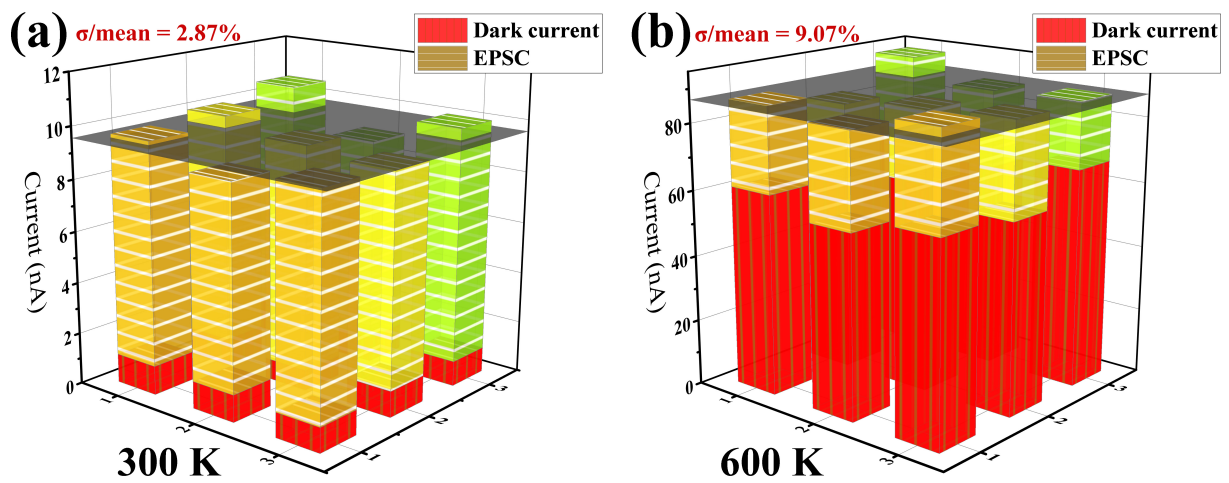 (a)
σ/mean = 2.87%
Dark current
EPSC
Current (nA)
12
10
8
6
4
2
0
1
2
3
1
2
3
300 K
(b)
σ/mean = 9.07%
Dark current
EPSC
Current (nA)
80
60
40
20
0
1
2
3
1
2
3
600 K